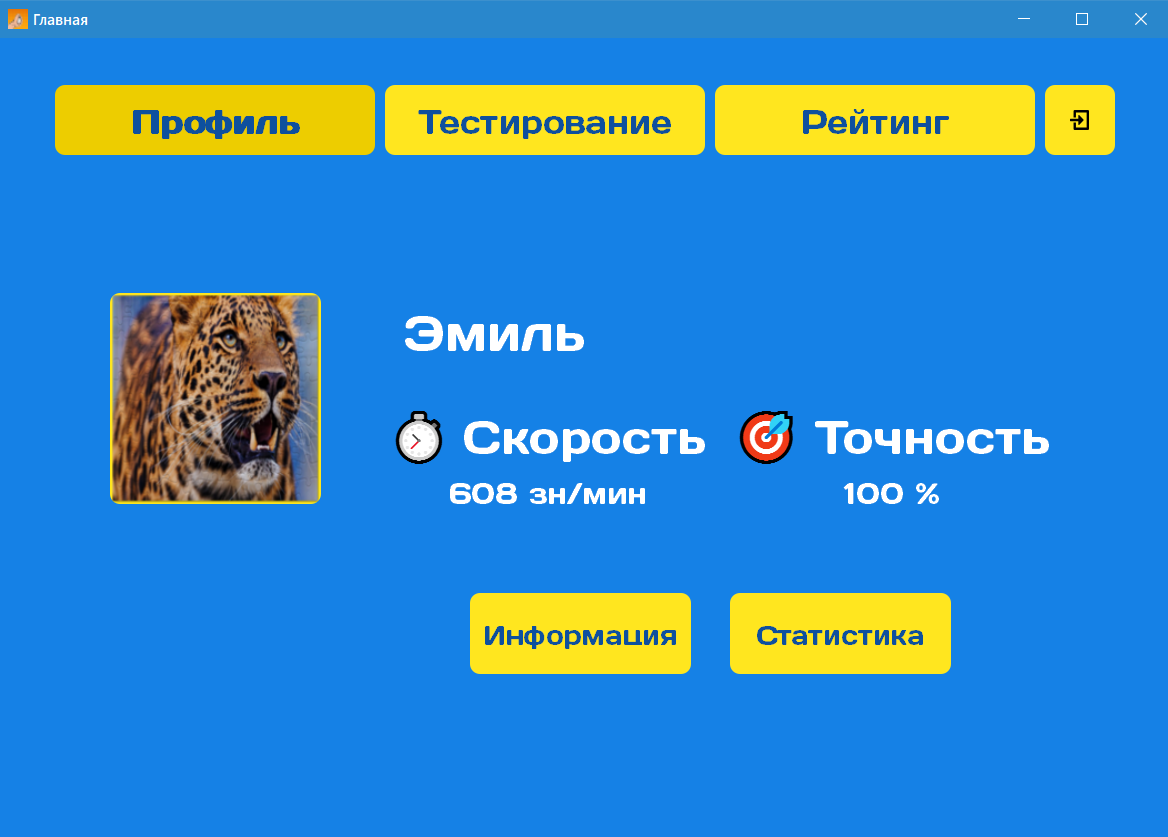 Главная
Профиль Тестирование Рейтинг
Эмиль
Скорость Точность
608 зн/мин 100 %
Информация Статистика